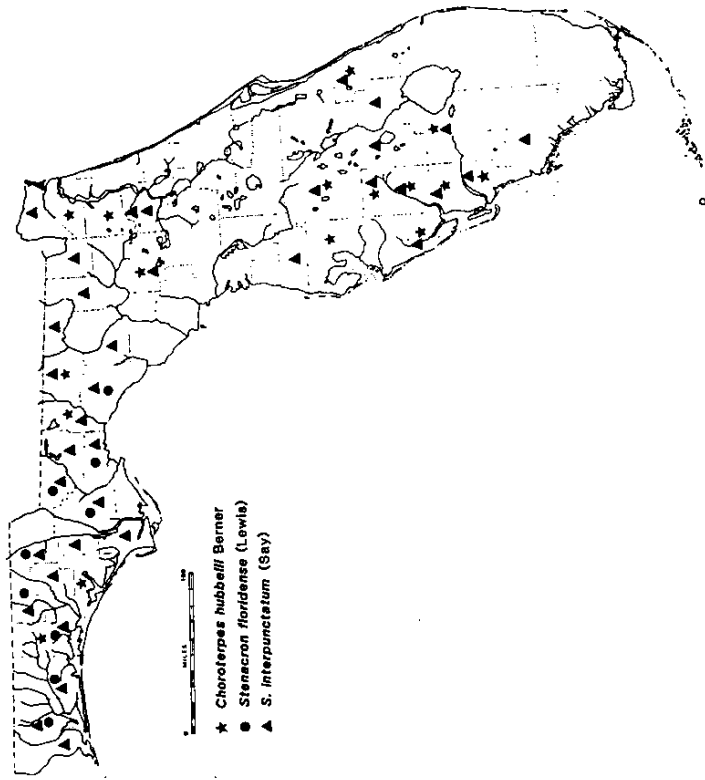 0 MILES 100
★ Choroterpes hubbelli Berner
● Stenacron floridense (Lewis)
▲ S. interpunctatum (Say)